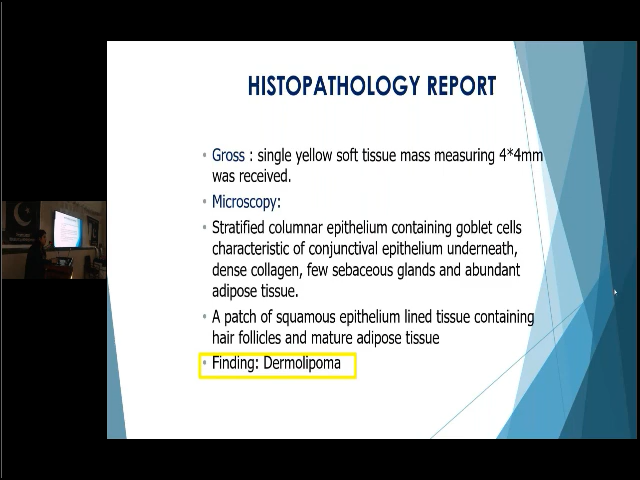 HISTOPATHOLOGY REPORT
• Gross : single yellow soft tissue mass measuring 4*4mm
was received.
• Microscopy:
• Stratified columnar epithelium containing goblet cells
characteristic of conjunctival epithelium underneath,
dense collagen, few sebaceous glands and abundant
adipose tissue.
• A patch of squamous epithelium lined tissue containing
hair follicles and mature adipose tissue
• Finding: Dermolipoma